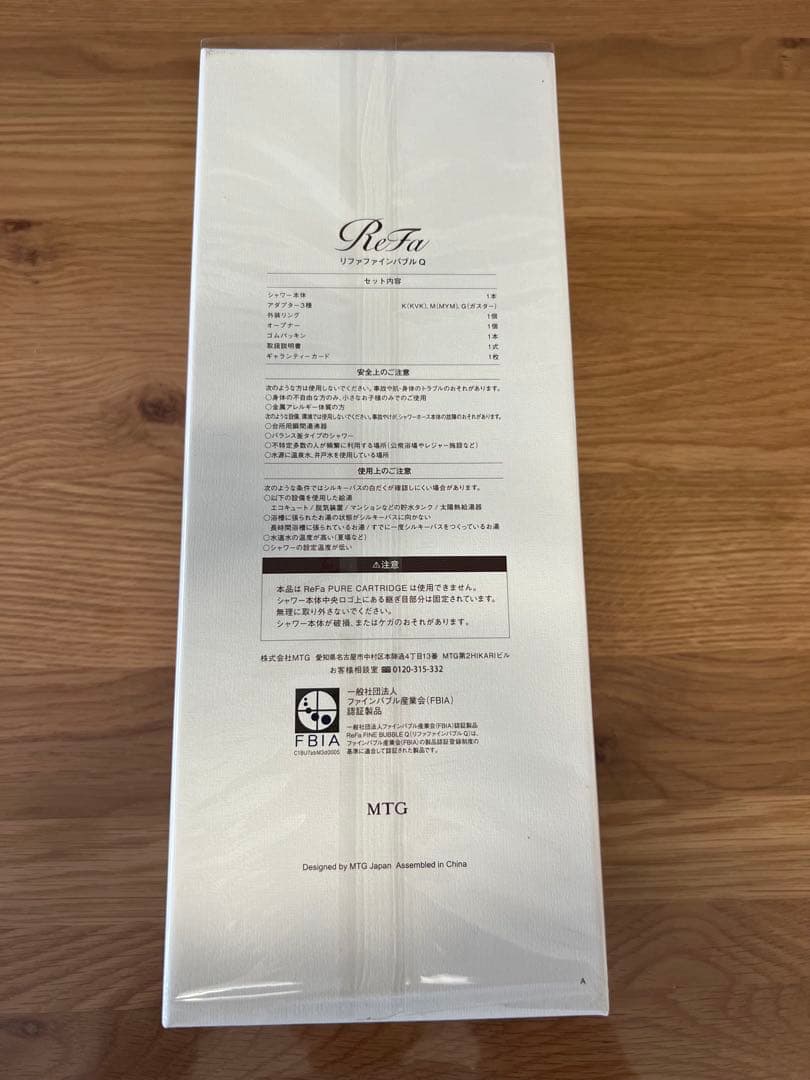 ReFa
リファファインバブル Q
セット内容
シャワー本体 1本
アダプター3種 K(KVK)、M(MYM)、G(ガスター)
外装リング 1個
オープナー 1個
ゴムパッキン 1本
取扱説明書 1式
ギャランティーカード 1枚
安全上のご注意
次のような方は使用しないでください。事故や肌・身体のトラブルのおそれがあります。
○身体の不自由な方のみ、小さなお子様のみでのご使用
○金属アレルギー体質の方
次のような設備、環境では使用しないでください。事故やけが、シャワーホース本体の故障のおそれがあります。
○台所用瞬間湯沸器
○バランス釜タイプのシャワー
○不特定多数の人が頻繁に利用する場所(公衆浴場やレジャー施設など)
○水源に温泉水、井戸水を使用している場所
使用上のご注意
次のような条件ではシルキーバスの白だくが確認しにくい場合があります。
○以下の設備を使用した給湯
エコキュート/脱気装置/マンションなどの貯水タンク/太陽熱給湯器
○浴槽に張られたお湯の状態がシルキーバスに向かない
長時間浴槽に張られているお湯/すでに一度シルキーバスをつくっているお湯
○水道水の温度が高い(夏場など)
○シャワーの設定温度が低い
⚠注意
本品は ReFa PURE CARTRIDGE は使用できません。
シャワー本体中央ロゴ上にある継ぎ目部分は固定されています。
無理に取り外さないでください。
シャワー本体が破損、またはケガのおそれがあります。
株式会社MTG 愛知県名古屋市中村区本陣通4丁目13番 MTG第2HIKARIビル
お客様相談室 0120-315-332
一般社団法人
ファインバブル産業会(FBIA)
認証製品
FBIA
一般社団法人ファインバブル産業会(FBIA)認証製品
ReFa FINE BUBBLE Q(リファファインバブル Q)は、
ファインバブル産業会(FBIA)の製品認証登録制度の
基準に適合して認証された製品です。
MTG
Designed by MTG Japan Assembled in China
A